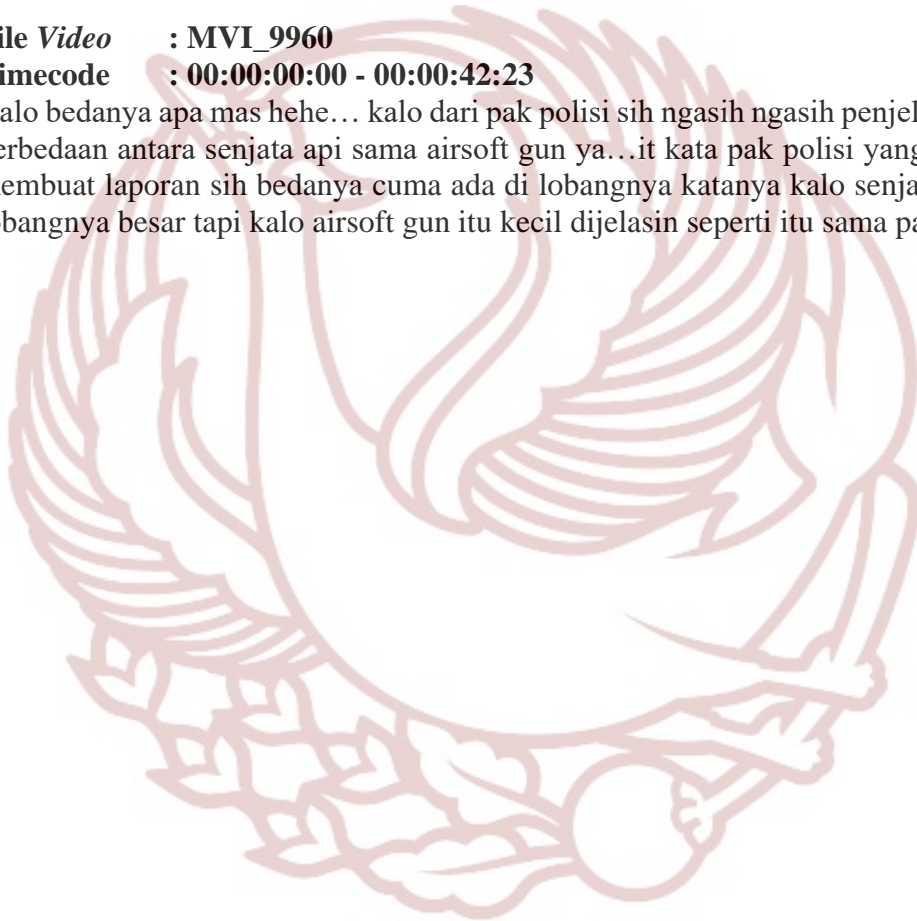 ile Video : MVI_9960
imecode : 00:00:00:00 - 00:00:42:23
alo bedanya apa mas hehe… kalo dari pak polisi sih ngasih ngasih penjel
erbedaan antara senjata api sama airsoft gun ya…it kata pak polisi yang
embuat laporan sih bedanya cuma ada di lobangnya katanya kalo senja
obangnya besar tapi kalo airsoft gun itu kecil dijelasin seperti itu sama pa